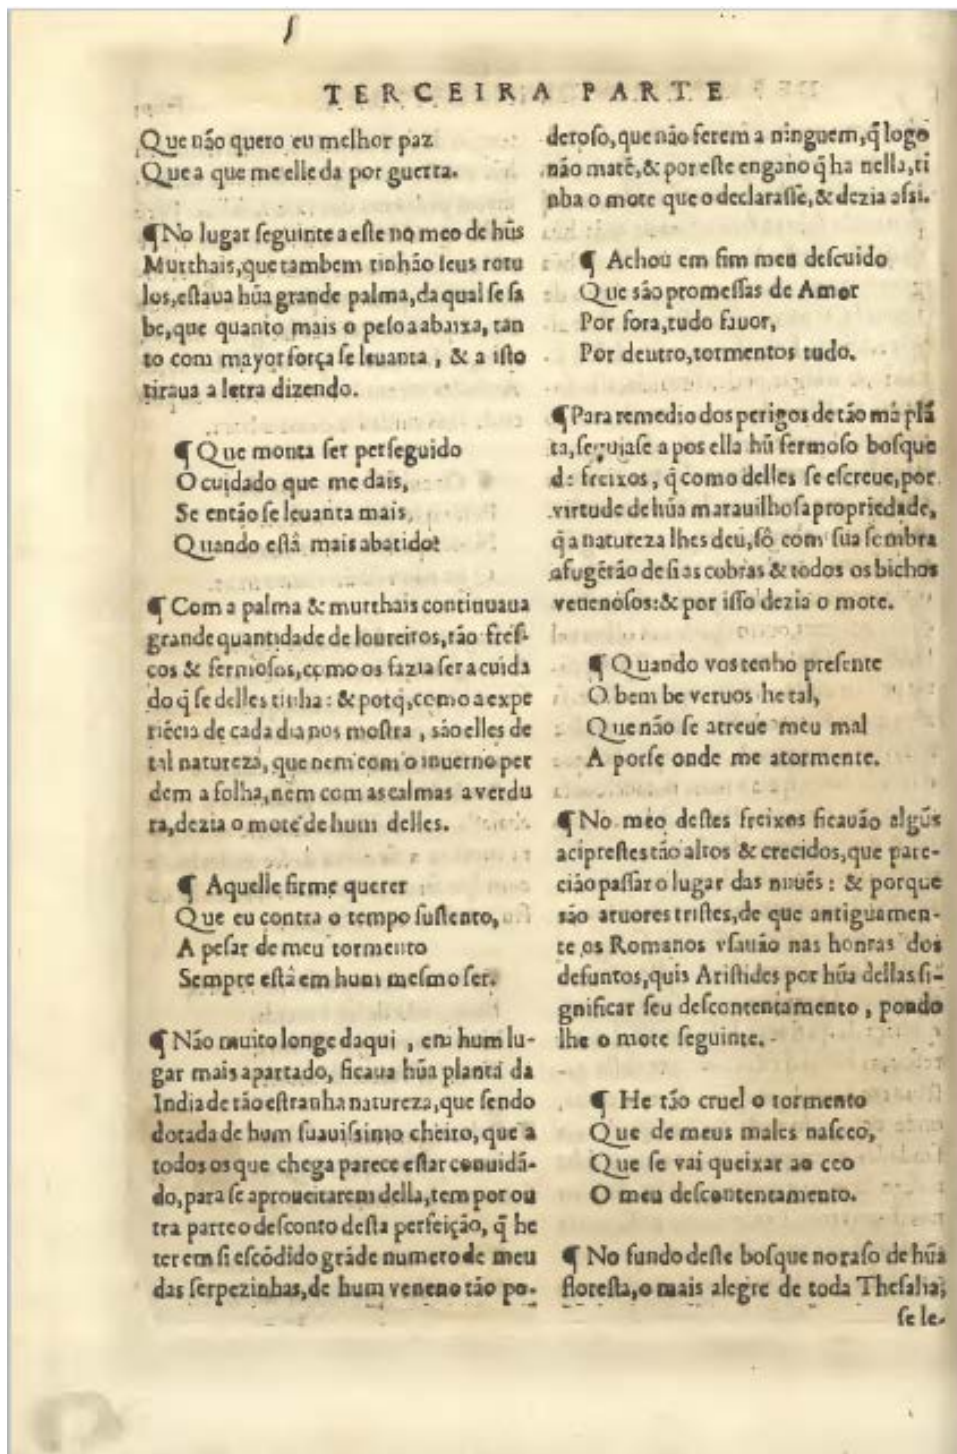 TERCEIRA PARTE
Que não quero eu melhor paz
Que a que me elle da por guerra.
¶No lugar seguinte a este no meo de hũs
Murthais, que tambem tinhão seus rotu
los, estaua hũa grande palma, da qual se sa
be, que quanto mais o peso a abaixa, tan
to com mayor força se leuanta, & a isto
tiraua a letra dizendo.
¶ Que monta ser perseguido
O cuidado que me dais,
Se então se leuanta mais,
Quando està mais abatido?
¶ Com a palma & murthais continuaua
grande quantidade de loureiros, tão fres-
cos & fermosos, como os fazia ser a cuida
do q̃ se delles tinha: & porq̃, como a expe
riẽcia de cada dia nos mostra, são elles de
tal natureza, que nem com o inuerno per
dem a folha, nem com as calmas a verdu
ra, dezia o mote de hum delles.
¶ Aquelle firme querer
Que eu contra o tempo sustento,
A pesar de meu tormento
Sempre està em hum mesmo ser.
¶ Não muito longe daqui, em hum lu-
gar mais apartado, ficaua hũa planta da
India de tão estranha natureza, que sendo
dotada de hum suauissimo cheiro, que a
todos os que chega parece estar conuidã-
do, para se aproueitarem della, tem por ou
tra parte o desconto desta perfeição, q̃ he
ter em si escõdido grãde numero de meu
das serpezinhas, de hum veneno tão po-
deroso, que não ferem a ninguem, q̃ logo
não matẽ, & por este engano q̃ ha nella, ti
nha o mote que o declarasse, & dezia assi.
¶ Achou em fim meu descuido
Que são promessas de Amor
Por fora, tudo fauor,
Por dentro, tormentos tudo.
¶Para remedio dos perigos de tão mà plã
ta, seguiase a pos ella hũ fermoso bosque
de freixos, q̃ como delles se escreue, por
virtude de hũa marauilhosa propriedade,
q̃ a natureza lhes deu, sô com sua sombra
afugẽtão de si as cobras & todos os bichos
venenosos: & por isso dezia o mote.
¶ Quando vos tenho presente
O bem be veruos he tal,
Que não se atreue meu mal
A porse onde me atormente.
¶ No meo destes freixos ficauão algũs
aciprestes tão altos & crecidos, que pare-
cião passar o lugar das nuuẽs: & porque
são aruores tristes, de que antiguamen-
te os Romanos vsauão nas honras dos
defuntos, quis Aristides por hũa dellas si-
gnificar seu descontentamento, pondo
lhe o mote seguinte.
¶ He tão cruel o tormento
Que de meus males nasceo,
Que se vai queixar ao ceo
O meu descontentamento.
¶ No fundo deste bosque no raso de hũa
floresta, o mais alegre de toda Thesalia,
se le-